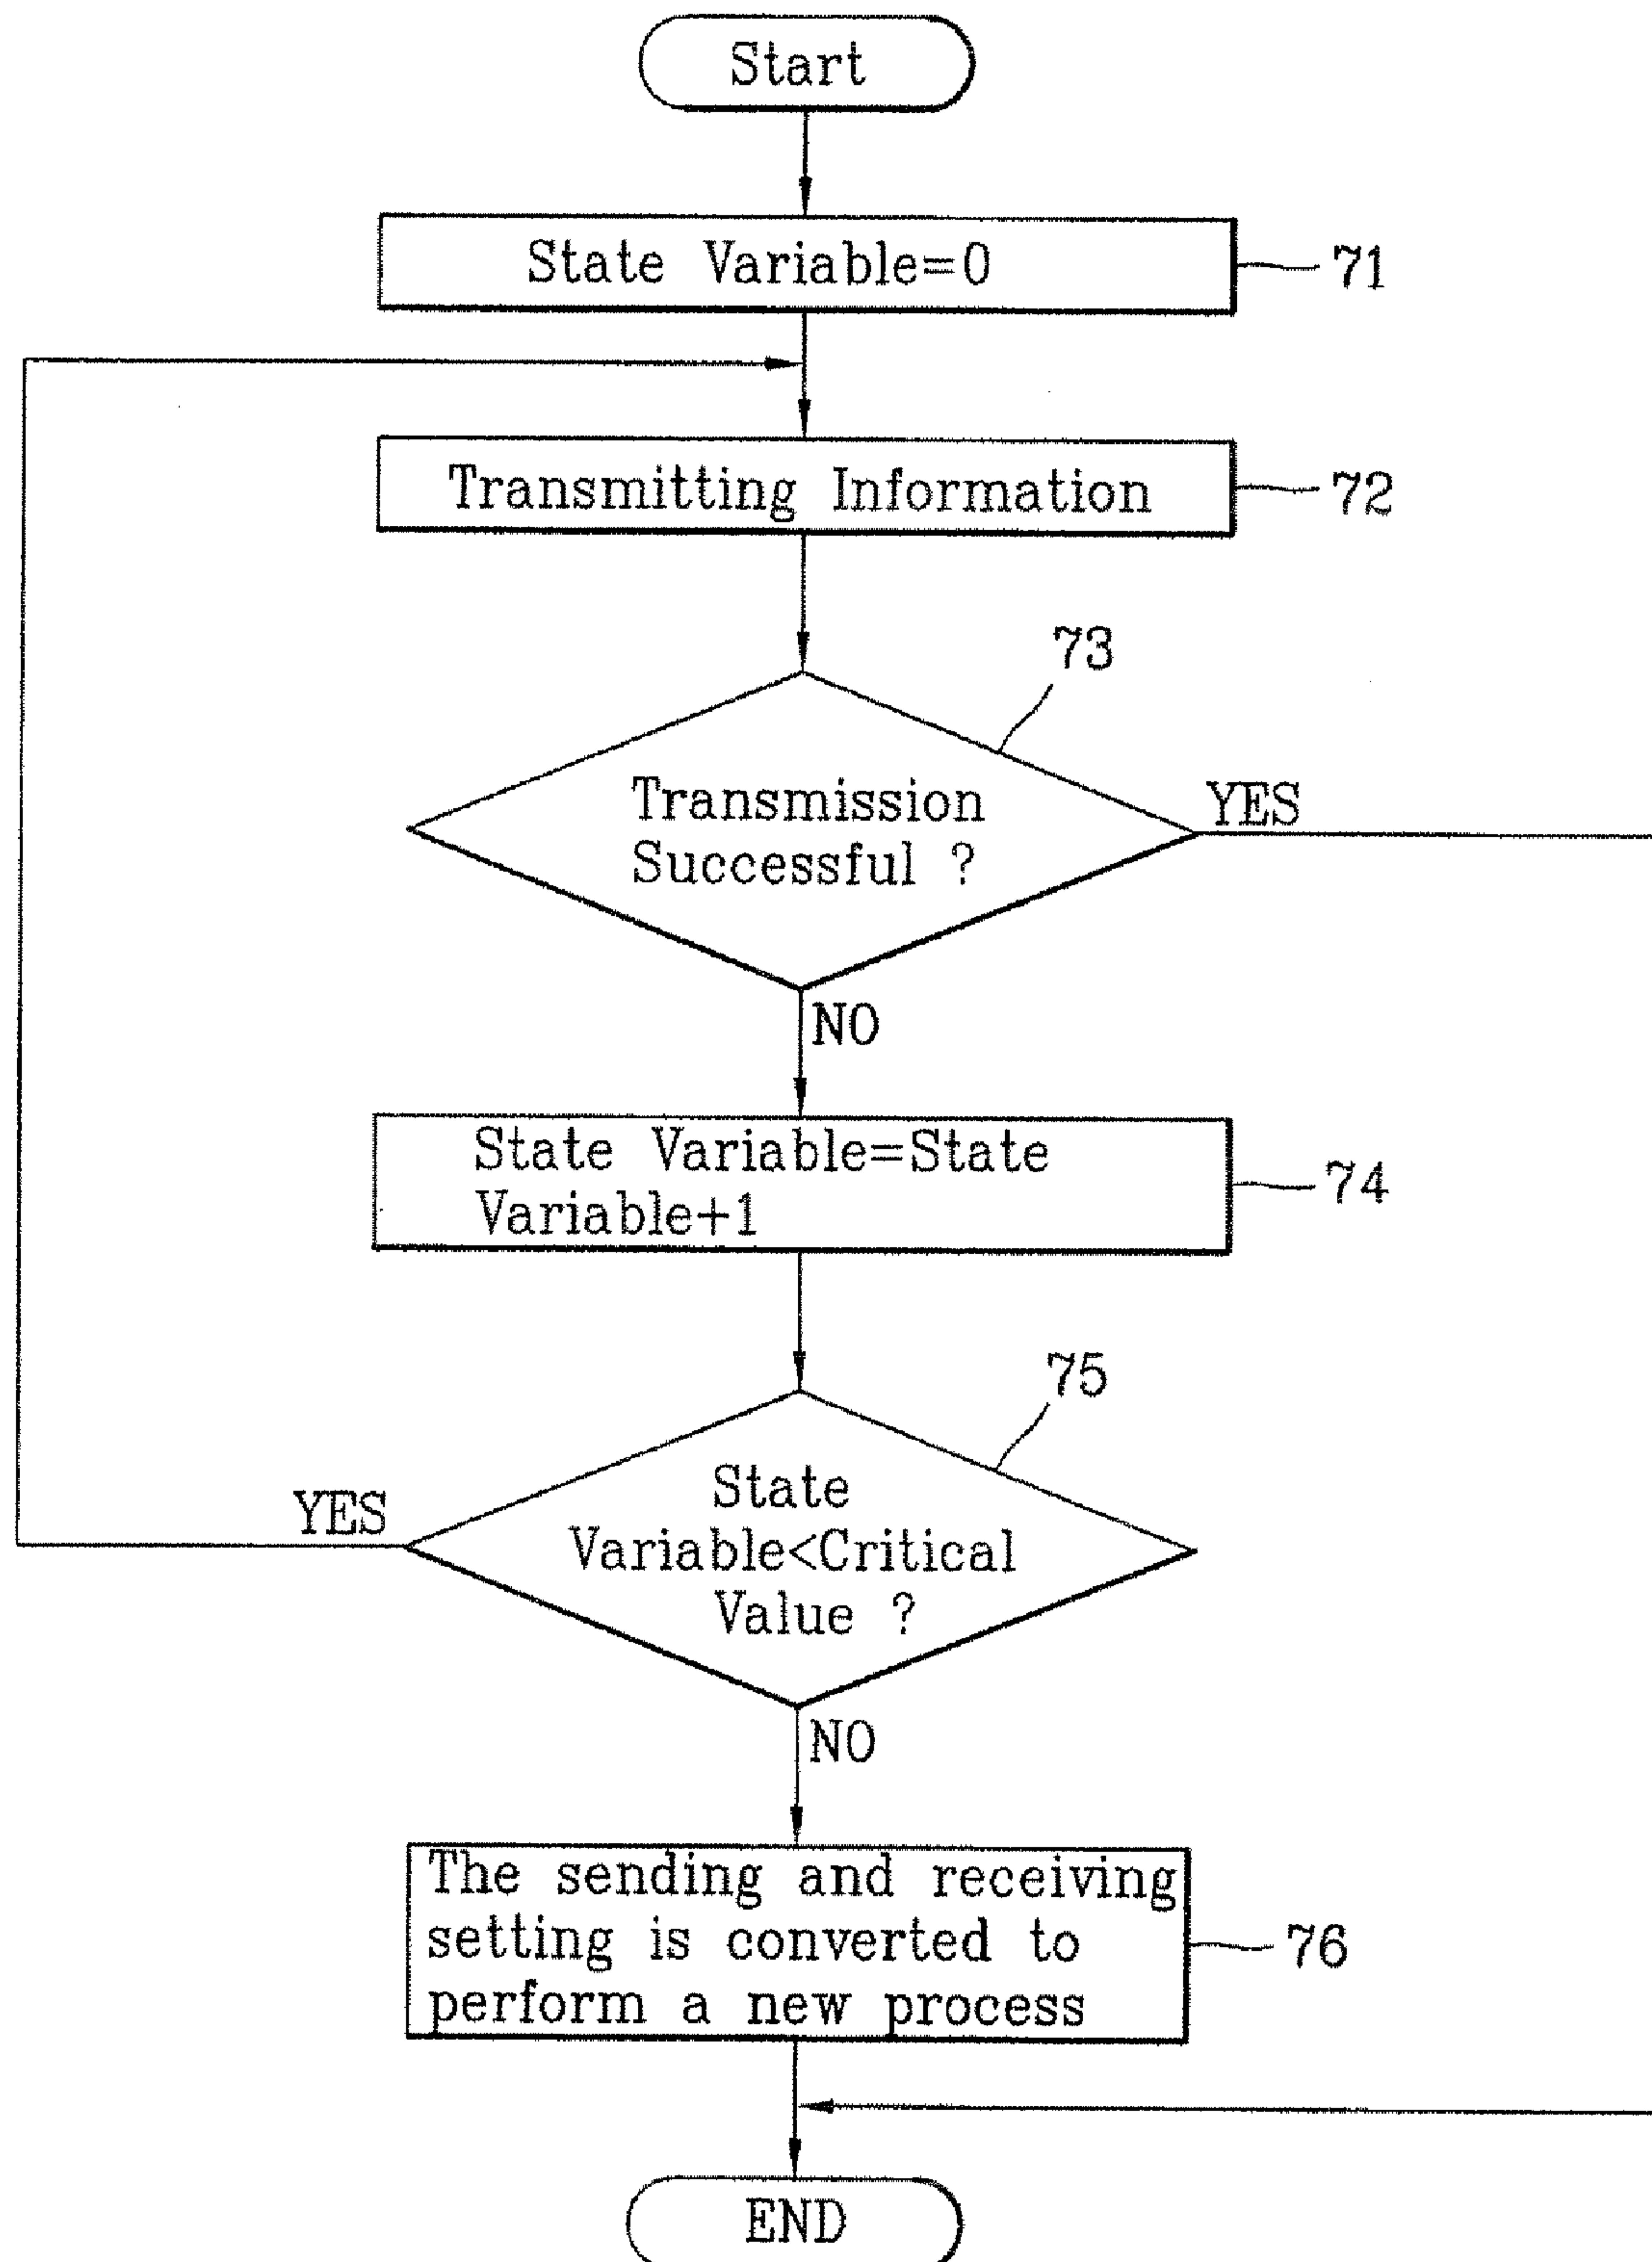 Start
State Variable=0
71
Transmitting Information
72
73
Transmission
Successful ?
YES
NO
State Variable=State
Variable+1
74
75
State
Variable<Critical
Value ?
YES
NO
The sending and receiving
setting is converted to
perform a new process
76
END